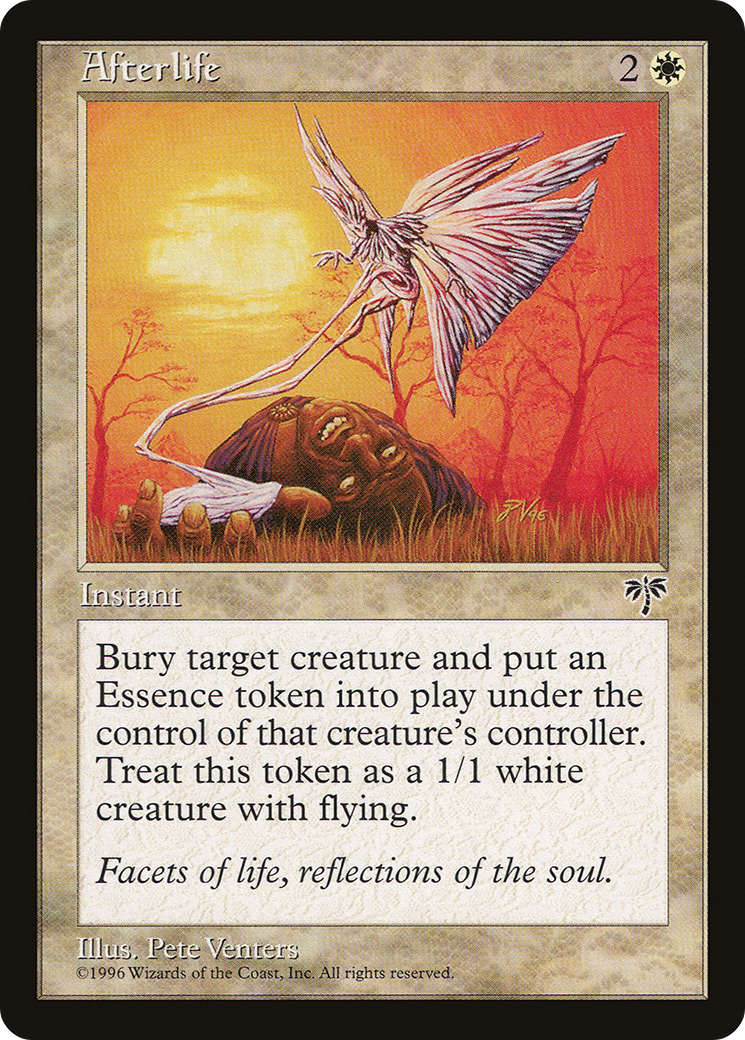 Afterlife
2
PV96
Instant
Bury target creature and put an
Essence token into play under the
control of that creature's controller.
Treat this token as a 1/1 white
creature with flying.
Facets of life, reflections of the soul.
Illus. Pete Venters
©1996 Wizards of the Coast, Inc. All rights reserved.